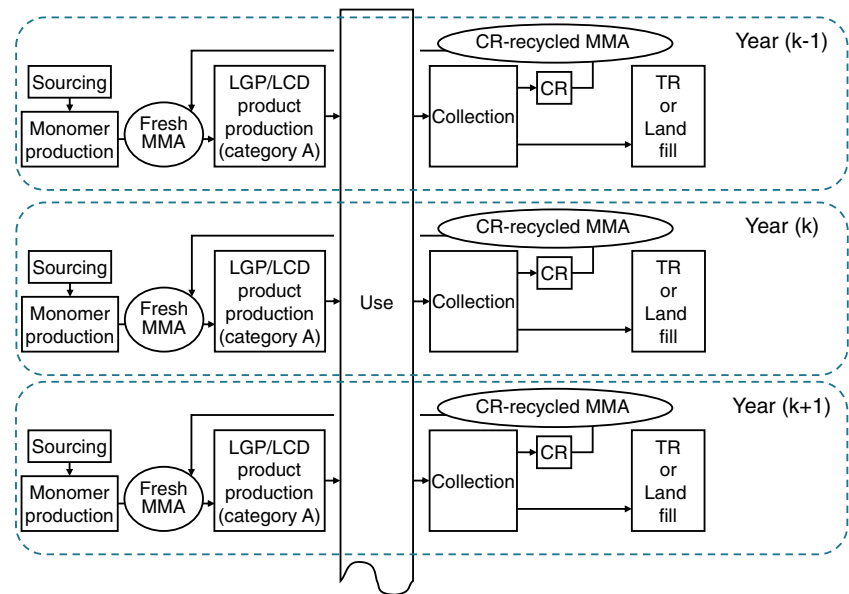 CR-recycled MMA
Year (k-1)
Sourcing
Monomer
production
Fresh
MMA
LGP/LCD
product
production
(category A)
Collection
CR
TR
or
Land
fill
CR-recycled MMA
Year (k)
Sourcing
Monomer
production
Fresh
MMA
LGP/LCD
product
production
(category A)
Use
Collection
CR
TR
or
Land
fill
CR-recycled MMA
Year (k+1)
Sourcing
Monomer
production
Fresh
MMA
LGP/LCD
product
production
(category A)
Collection
CR
TR
or
Land
fill